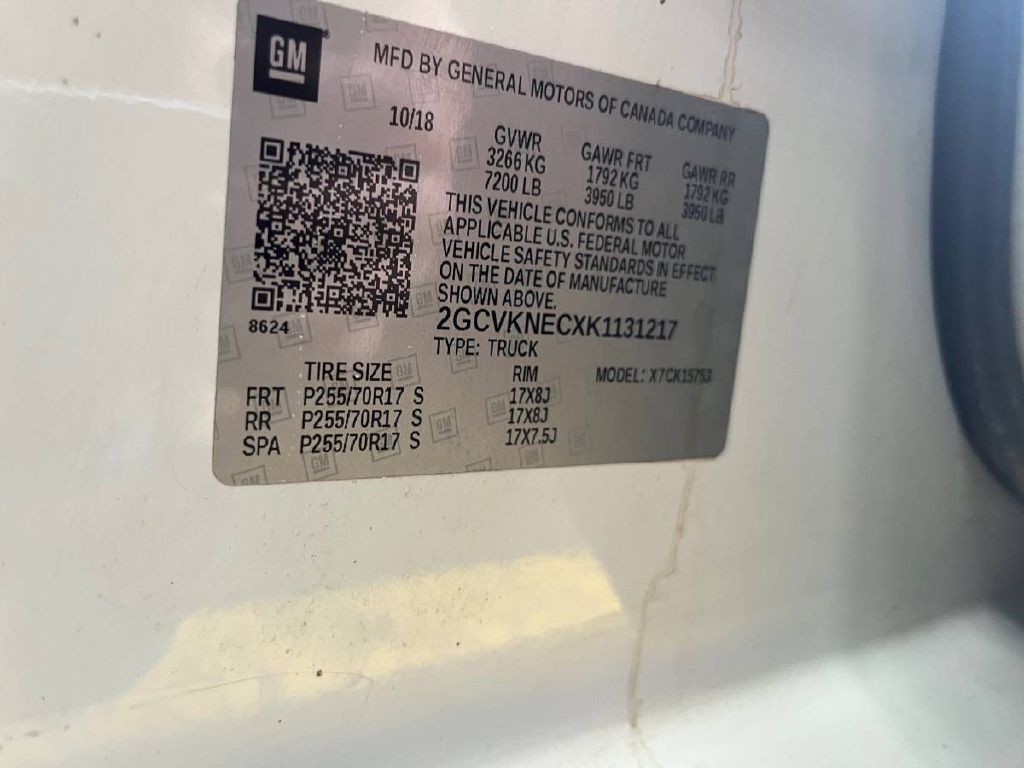 GM
MFD BY GENERAL MOTORS OF CANADA COMPANY
10/18
GVWR GAWR FRT GAWR RR
3266 KG 1792 KG 1792 KG
7200 LB 3950 LB 3950 LB
THIS VEHICLE CONFORMS TO ALL
APPLICABLE U.S. FEDERAL MOTOR
VEHICLE SAFETY STANDARDS IN EFFECT
ON THE DATE OF MANUFACTURE
SHOWN ABOVE.
8624
2GCVKNECXK1131217
TYPE: TRUCK
TIRE SIZE RIM MODEL: X7CK15753
FRT P255/70R17 S 17X8J
RR P255/70R17 S 17X8J
SPA P255/70R17 S 17X7.5J